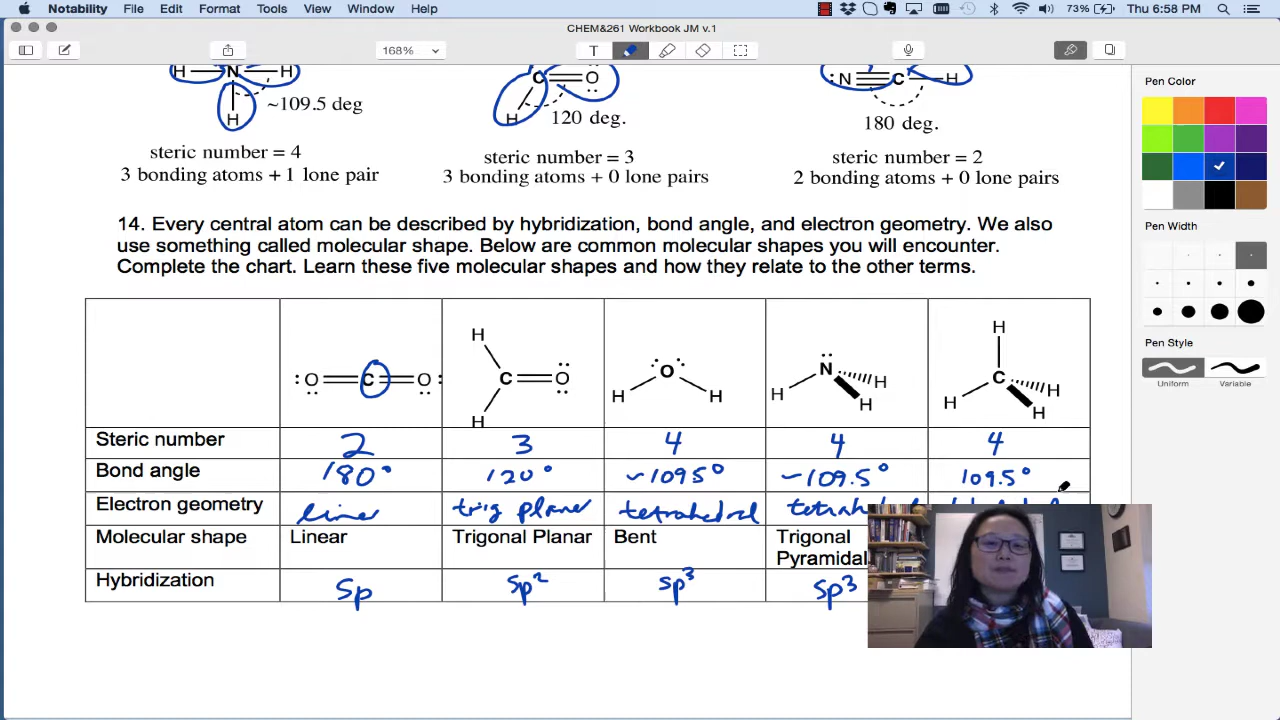 Notability File Edit Format Tools View Window Help 73% Thu 6:58 PM
CHEM&261 Workbook JM v.1
168% T
H N H C O :N C H
H ~109.5 deg H 120 deg. 180 deg.
steric number = 4
3 bonding atoms + 1 lone pair
steric number = 3
3 bonding atoms + 0 lone pairs
steric number = 2
2 bonding atoms + 0 lone pairs
14. Every central atom can be described by hybridization, bond angle, and electron geometry. We also
use something called molecular shape. Below are common molecular shapes you will encounter.
Complete the chart. Learn these five molecular shapes and how they relate to the other terms.
O C O
H C O H
H O H
H N H H
H C H H H
Steric number 2 3 4 4 4
Bond angle 180° 120° ~109.5° ~109.5° 109.5°
Electron geometry linear trig planar tetrahedral
Molecular shape Linear Trigonal Planar Bent Trigonal
Pyramidal
Hybridization sp sp² sp³ sp³
Pen Color
Pen Width
Pen Style
Uniform Variable